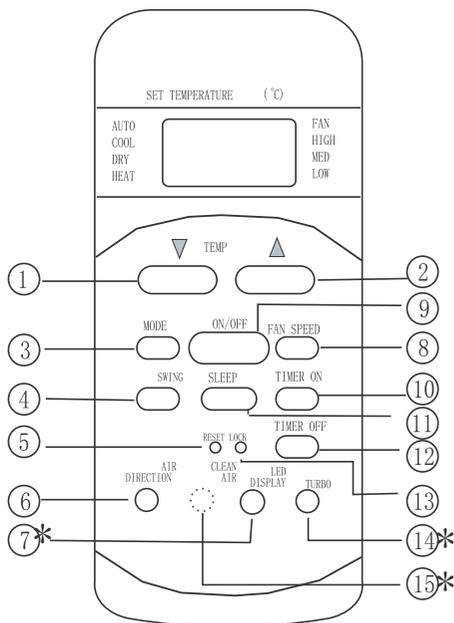 SET TEMPERATURE (°C)
AUTO
COOL
DRY
HEAT
FAN
HIGH
MED
LOW
TEMP
1
2
9
MODE
ON/OFF
FAN SPEED
3
8
SWING
SLEEP
TIMER ON
4
10
11
TIMER OFF
5
RESET LOCK
12
AIR
DIRECTION
CLEAN
AIR
LED
DISPLAY
TURBO
6
13
7*
14*
15*